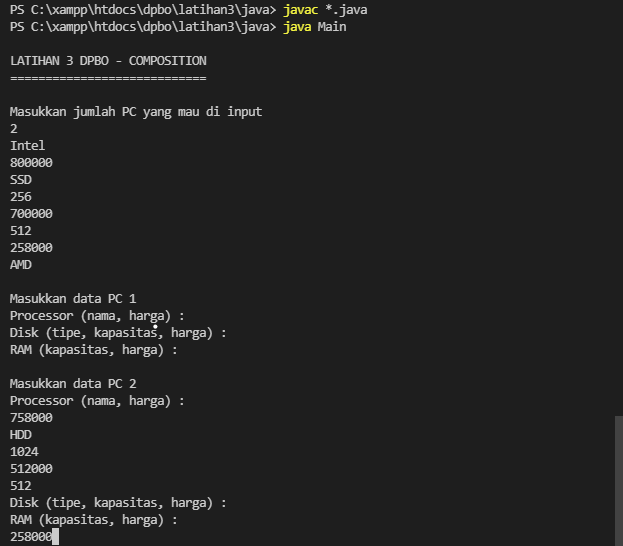 PS C:\xampp\htdocs\dpbo\latihan3\java> javac *.java
PS C:\xampp\htdocs\dpbo\latihan3\java> java Main
LATIHAN 3 DPBO - COMPOSITION
============================
Masukkan jumlah PC yang mau di input
2
Intel
800000
SSD
256
700000
512
258000
AMD
Masukkan data PC 1
Processor (nama, harga) :
Disk (tipe, kapasitas, harga) :
RAM (kapasitas, harga) :
Masukkan data PC 2
Processor (nama, harga) :
758000
HDD
1024
512000
512
Disk (tipe, kapasitas, harga) :
RAM (kapasitas, harga) :
258000